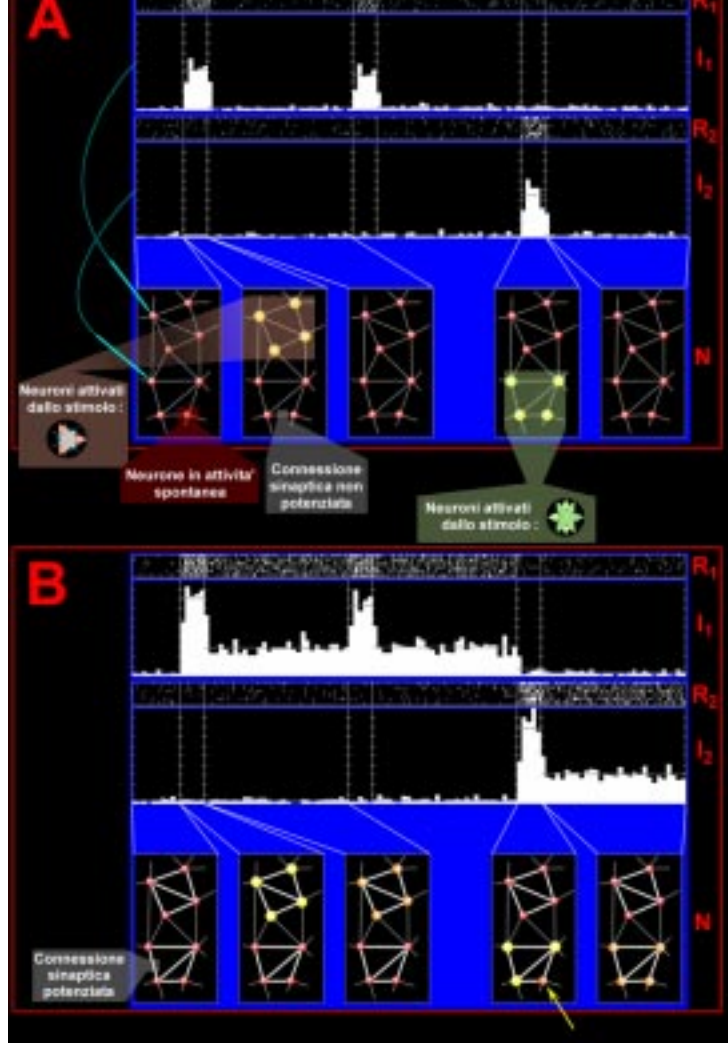 A
R₁
I₁
R₂
I₂
N
Neuroni attivati
dallo stimolo :
Neurone in attivita'
spontanea
Connessione
sinaptica non
potenziata
Neuroni attivati
dallo stimolo :
B
R₁
I₁
R₂
I₂
N
Connessione
sinaptica
potenziata